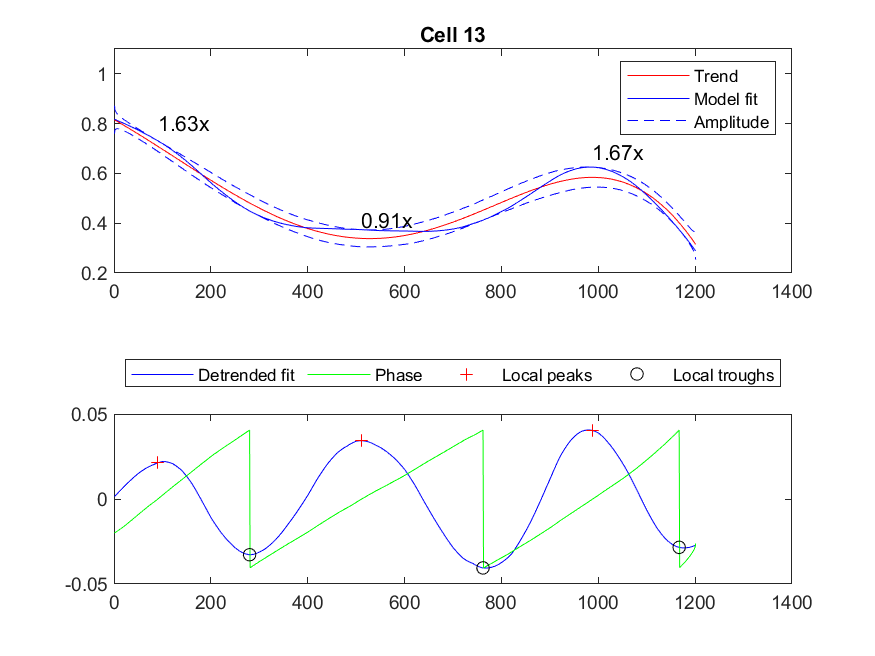 Cell 13
1
0.8
0.6
0.4
0.2
0 200 400 600 800 1000 1200 1400
1.63x
0.91x
1.67x
Trend
Model fit
Amplitude
Detrended fit Phase Local peaks Local troughs
0.05
0
-0.05
0 200 400 600 800 1000 1200 1400